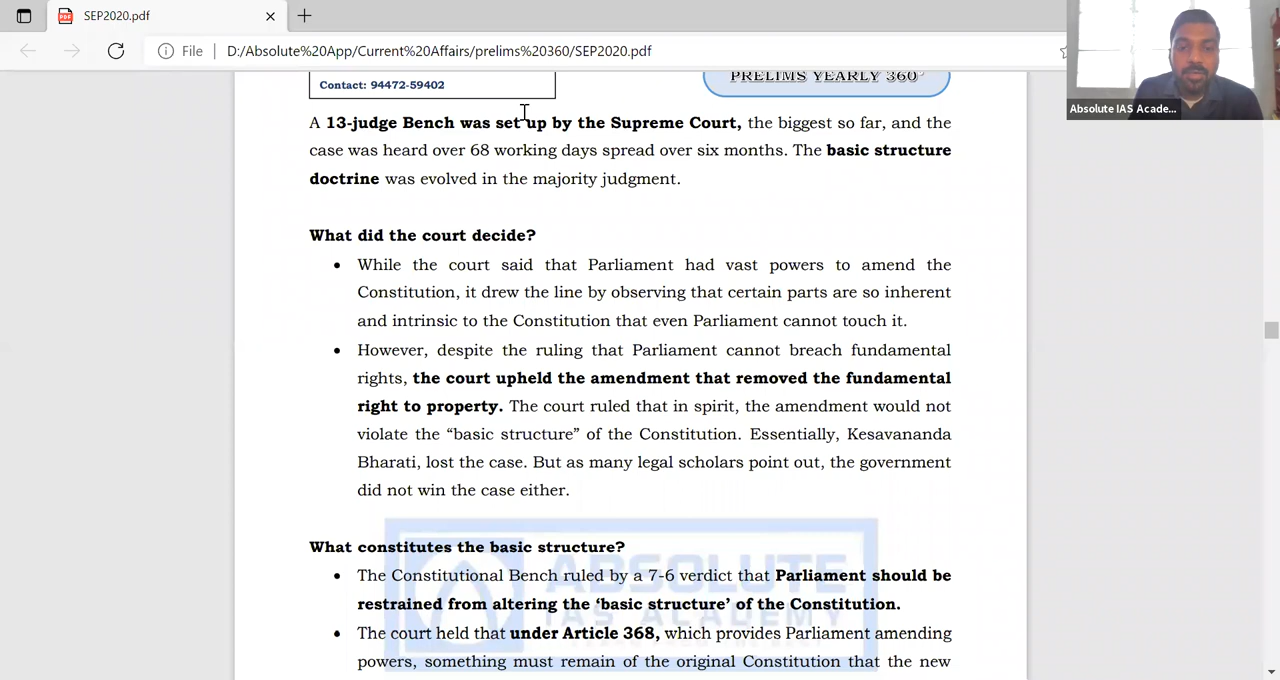 SEP2020.pdf
File | D:/Absolute%20App/Current%20Affairs/prelims%20360/SEP2020.pdf
Absolute IAS Acade...
Contact: 94472-59402
PRELIMS YEARLY 360°
A 13-judge Bench was set up by the Supreme Court, the biggest so far, and the
case was heard over 68 working days spread over six months. The basic structure
doctrine was evolved in the majority judgment.
What did the court decide?
• While the court said that Parliament had vast powers to amend the
Constitution, it drew the line by observing that certain parts are so inherent
and intrinsic to the Constitution that even Parliament cannot touch it.
• However, despite the ruling that Parliament cannot breach fundamental
rights, the court upheld the amendment that removed the fundamental
right to property. The court ruled that in spirit, the amendment would not
violate the “basic structure” of the Constitution. Essentially, Kesavananda
Bharati, lost the case. But as many legal scholars point out, the government
did not win the case either.
What constitutes the basic structure?
• The Constitutional Bench ruled by a 7-6 verdict that Parliament should be
restrained from altering the ‘basic structure’ of the Constitution.
• The court held that under Article 368, which provides Parliament amending
powers, something must remain of the original Constitution that the new
ABSOLUTE
IAS ACADEMY